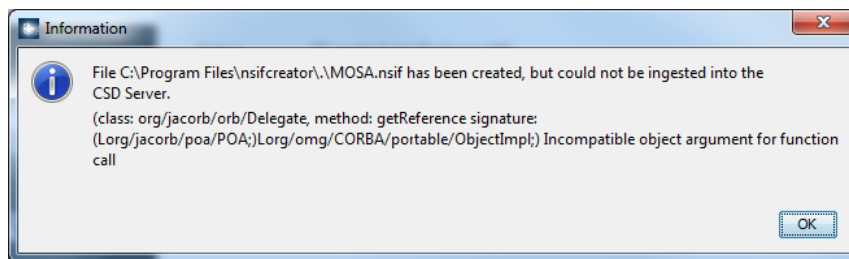 Information
File C:\Program Files\nsifcreator\.\MOSA.nsif has been created, but could not be ingested into the
CSD Server.
(class: org/jacorb/orb/Delegate, method: getReference signature:
(Lorg/jacorb/poa/POA;)Lorg/omg/CORBA/portable/ObjectImpl;) Incompatible object argument for function
call
OK